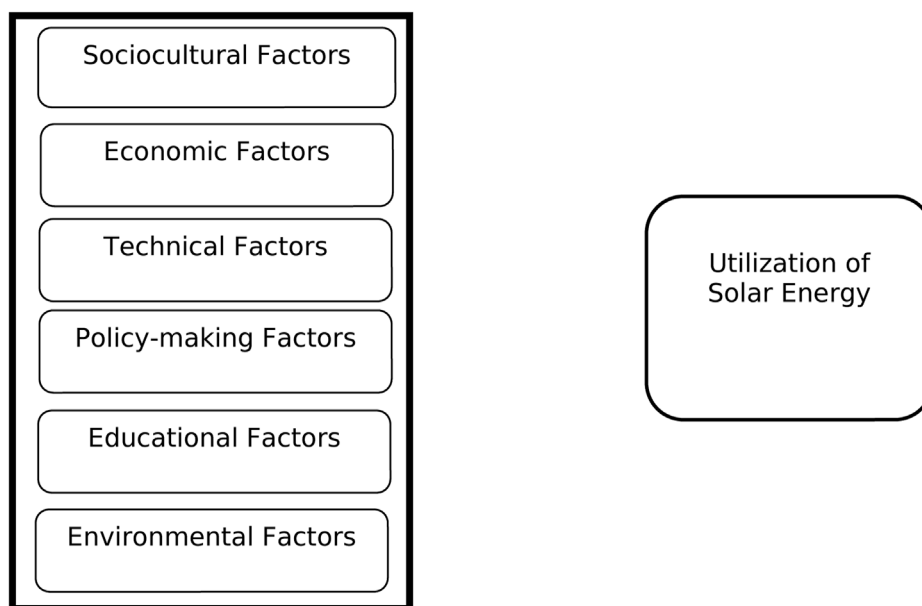 Sociocultural Factors
Economic Factors
Technical Factors
Policy-making Factors
Educational Factors
Environmental Factors
Utilization of
Solar Energy